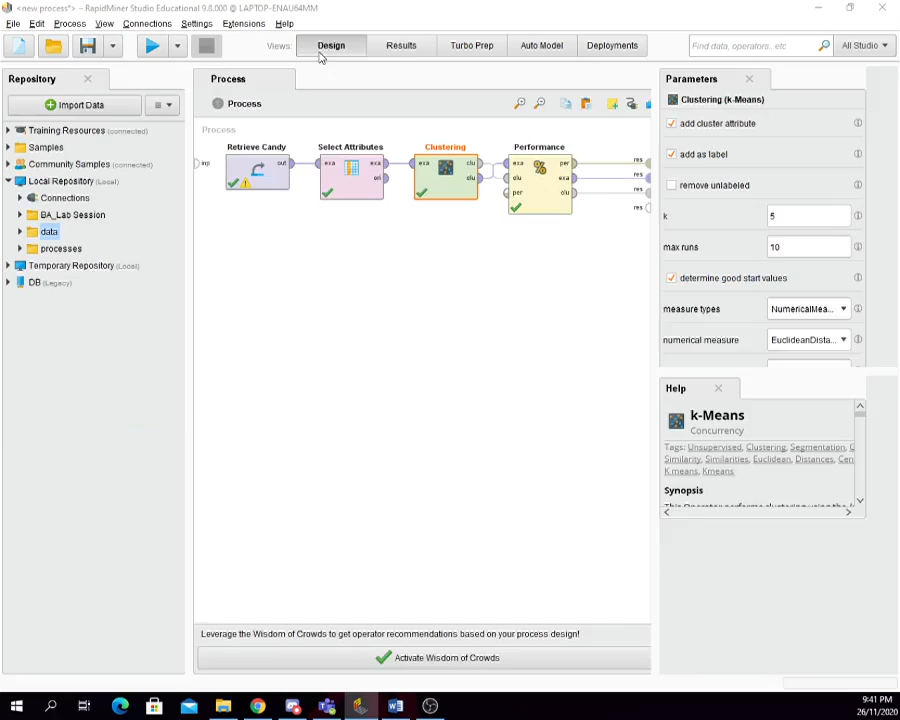 <new process*> – RapidMiner Studio Educational 9.8.000 @ LAPTOP-ENAU64MM
File Edit Process View Connections Settings Extensions Help
Views: Design Results Turbo Prep Auto Model Deployments
Find data, operators...etc All Studio
Repository
Import Data
Training Resources (connected)
Samples
Community Samples (connected)
Local Repository (Local)
Connections
BA_Lab Session
data
processes
Temporary Repository (Local)
DB (Legacy)
Process
Process
Process
Retrieve Candy Select Attributes Clustering Performance
inp out exa exa ori exa clu clu exa clu per per exa clu res res res res
Leverage the Wisdom of Crowds to get operator recommendations based on your process design!
Activate Wisdom of Crowds
Parameters
Clustering (k-Means)
add cluster attribute
add as label
remove unlabeled
k 5
max runs 10
determine good start values
measure types NumericalMea...
numerical measure EuclideanDista...
Help
k-Means
Concurrency
Tags: Unsupervised, Clustering, Segmentation, C
Similarity, Similarities, Euclidean, Distances, Cen
K means, Kmeans
Synopsis
9:41 PM
26/11/2020